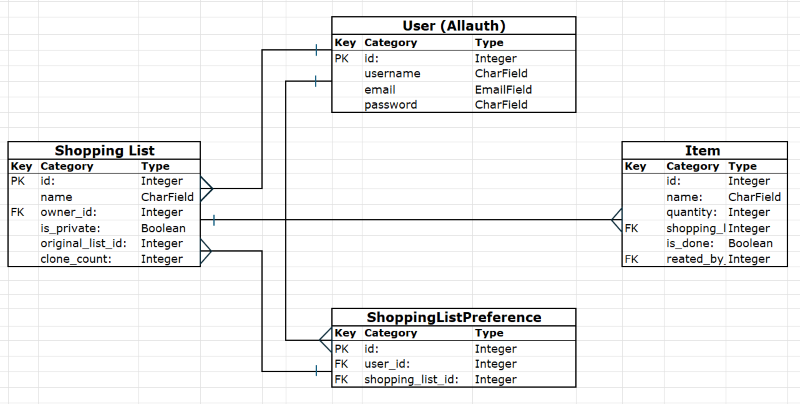 User (Allauth)
Key Category Type
PK id: Integer
username CharField
email EmailField
password CharField
Shopping List
Key Category Type
PK id: Integer
name CharField
FK owner_id: Integer
is_private: Boolean
original_list_id: Integer
clone_count: Integer
Item
Key Category Type
id: Integer
name: CharField
quantity: Integer
FK shopping_l Integer
is_done: Boolean
FK reated_by_ Integer
ShoppingListPreference
Key Category Type
PK id: Integer
FK user_id: Integer
FK shopping_list_id: Integer